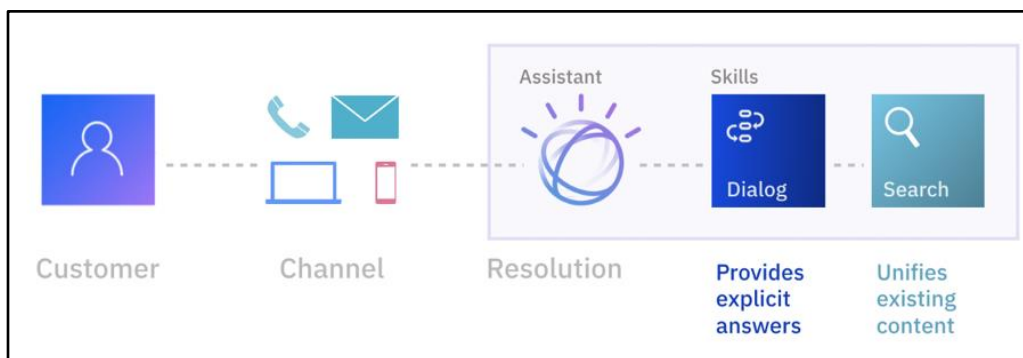 Assistant
Skills
Dialog
Search
Customer
Channel
Resolution
Provides
explicit
answers
Unifies
existing
content